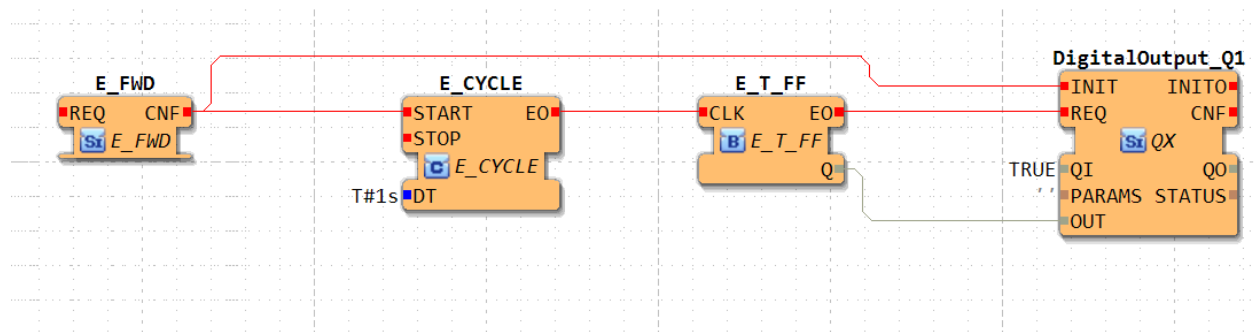 DigitalOutput_Q1
E_FWD
E_CYCLE
E_T_FF
INIT INITO
REQ CNF
START EO
CLK EO
REQ CNF
E_FWD
STOP
B E_T_FF
QX
C E_CYCLE
Q
TRUE QI QO
T#1s DT
'' PARAMS STATUS
OUT